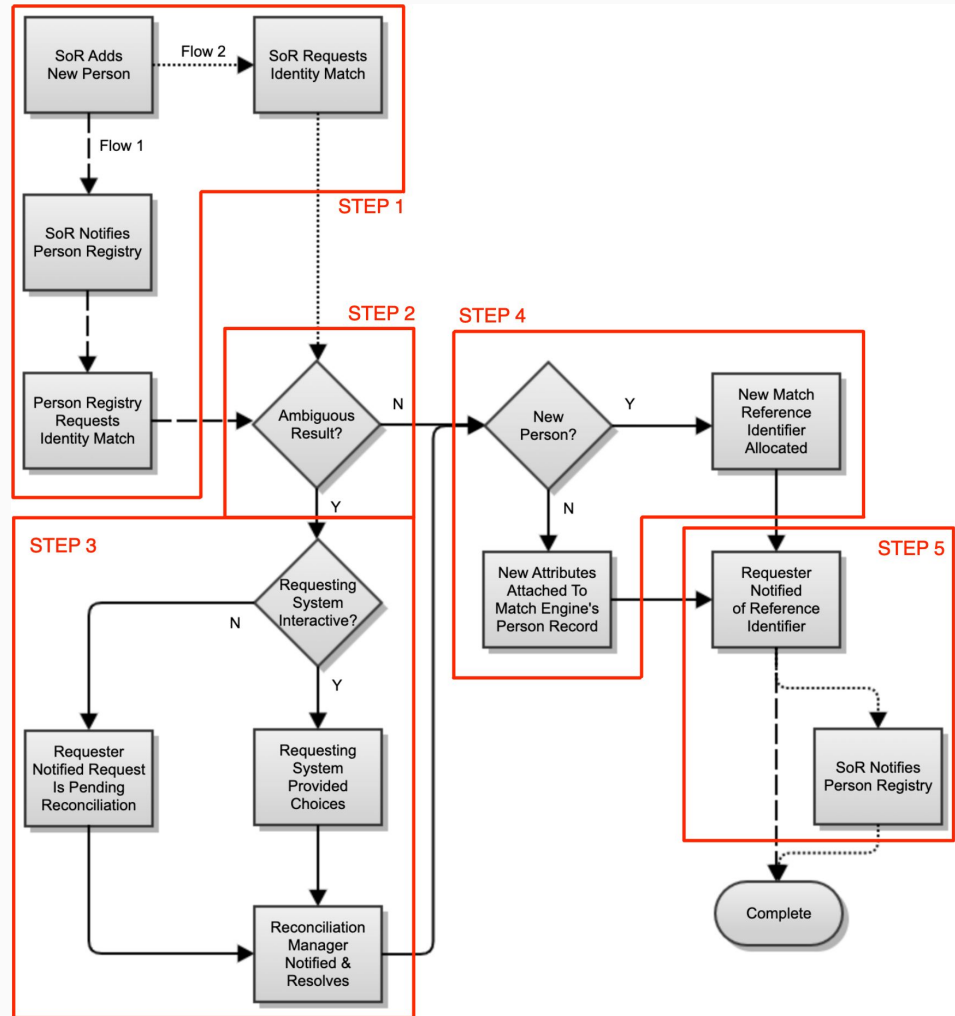 SoR Adds
New Person
Flow 2
SoR Requests
Identity Match
Flow 1
STEP 1
SoR Notifies
Person Registry
Person Registry
Requests
Identity Match
STEP 2
Ambiguous
Result?
N
Y
STEP 3
Requesting
System
Interactive?
N
Y
Requester
Notified Request
Is Pending
Reconciliation
Requesting
System
Provided
Choices
Reconciliation
Manager
Notified &
Resolves
STEP 4
New
Person?
Y
N
New Match
Reference
Identifier
Allocated
New Attributes
Attached To
Match Engine's
Person Record
STEP 5
Requester
Notified
of Reference
Identifier
SoR Notifies
Person Registry
Complete